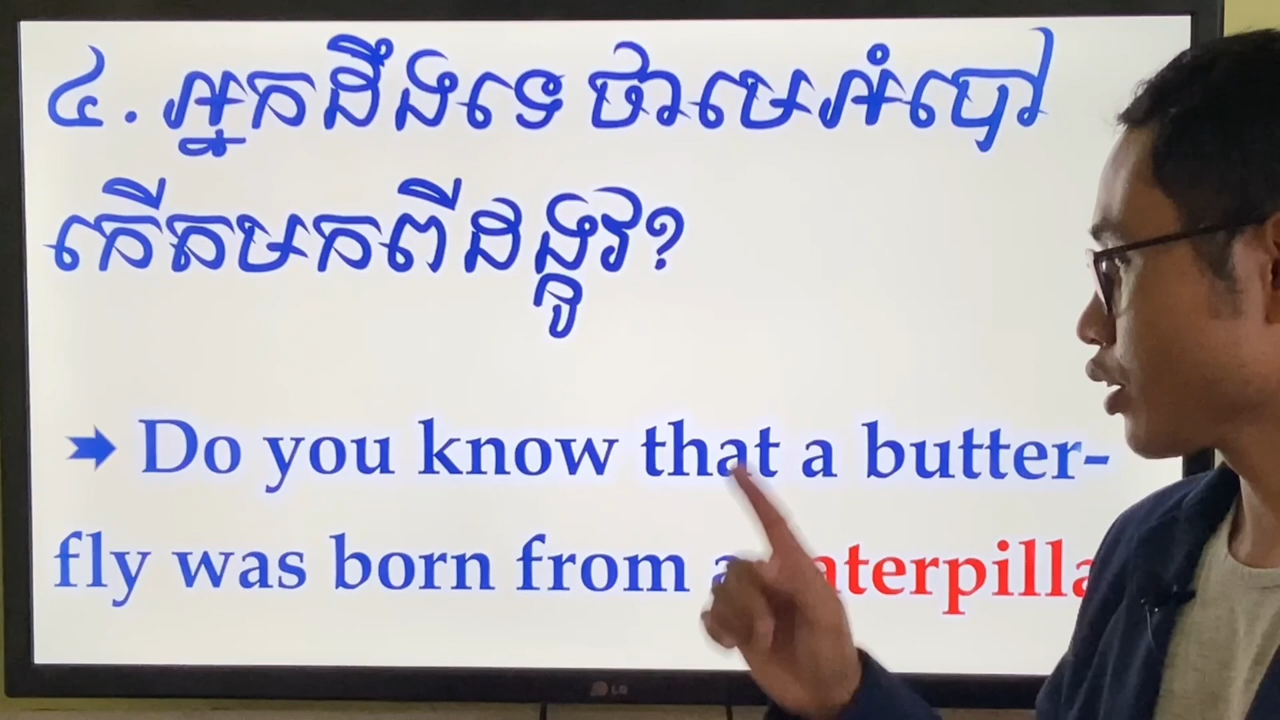 ៤. អ្នកដឹងទេ ថាមេអំបៅ
កើតមកពីដង្កូវ?
➨ Do you know that a butter-
fly was born from a
LG